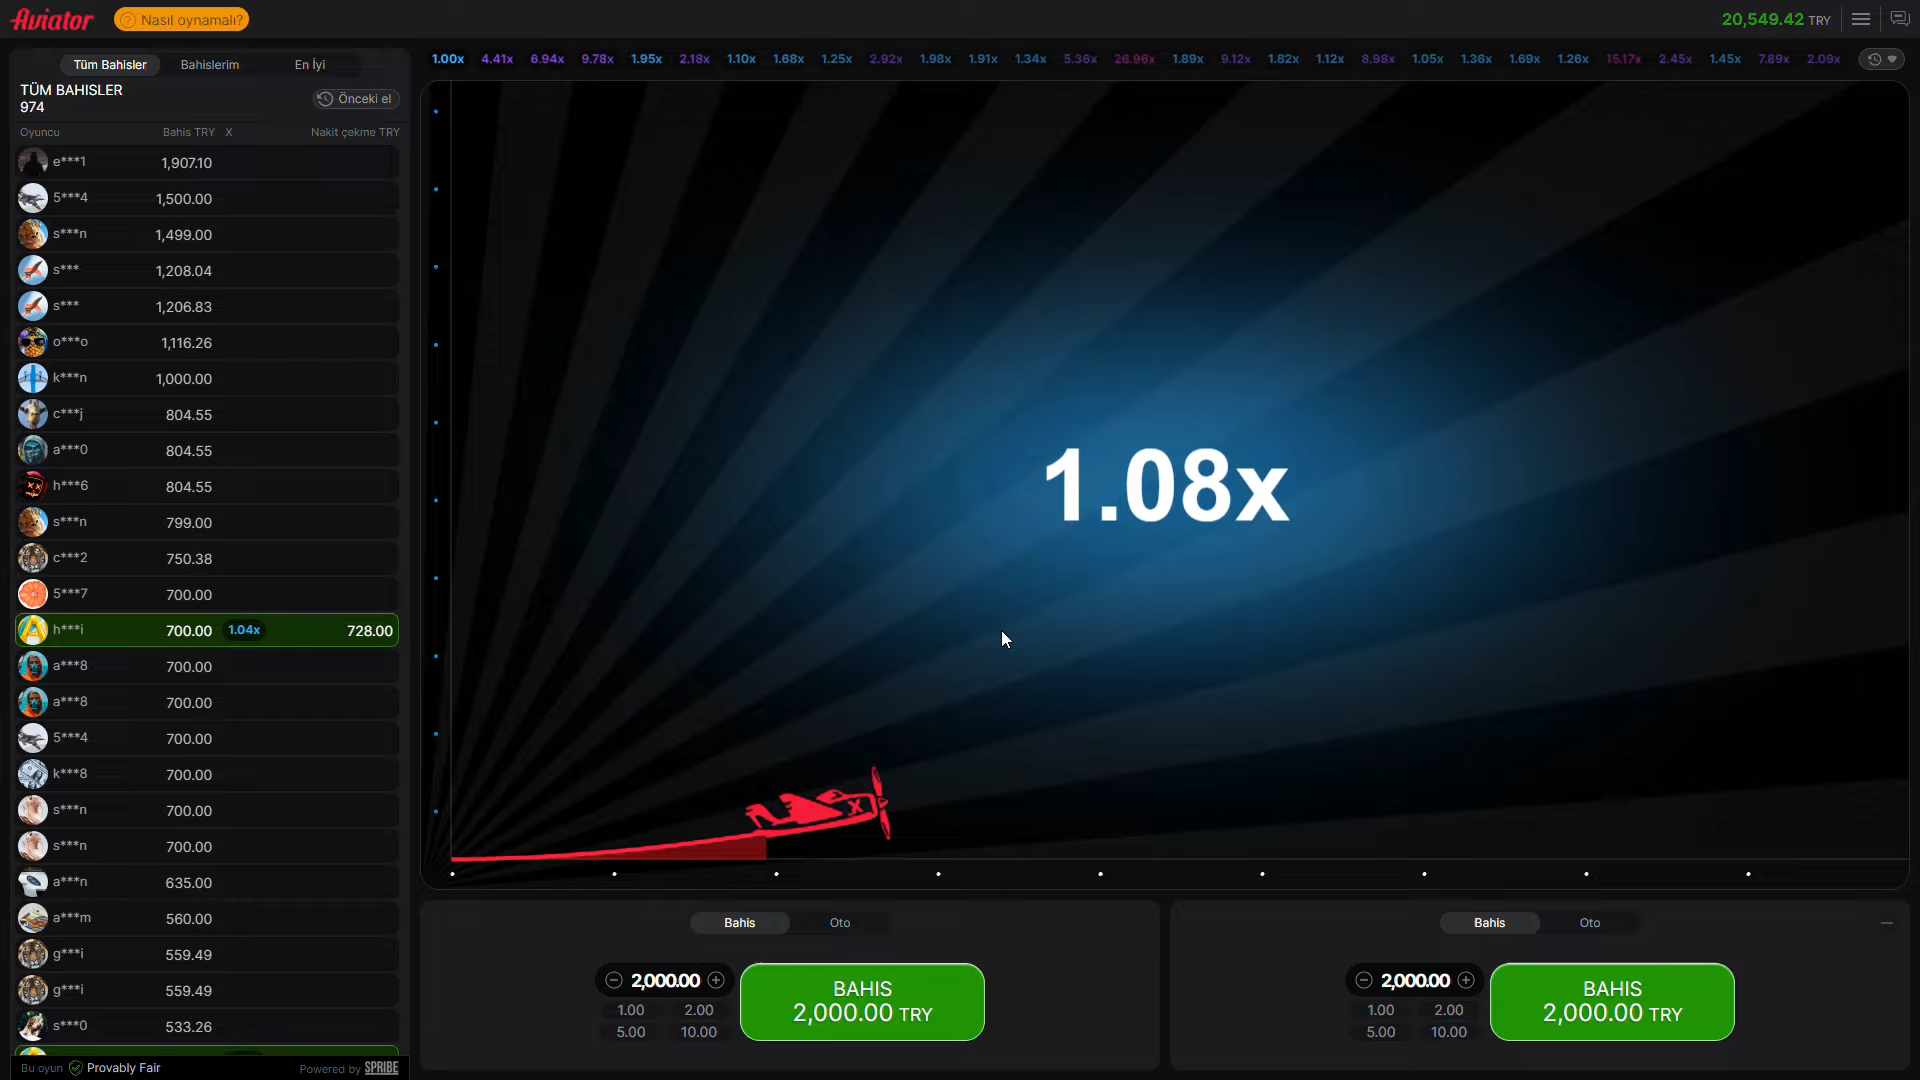 Aviator
? Nasıl oynamalı?
20,549.42 TRY
Tüm Bahisler Bahislerim En İyi
1.00x 4.41x 6.94x 9.78x 1.95x 2.18x 1.10x 1.68x 1.25x 2.92x 1.98x 1.91x 1.34x 5.36x 26.96x 1.89x 9.12x 1.82x 1.12x 8.98x 1.05x 1.36x 1.69x 1.26x 15.17x 2.45x 1.45x 7.89x 2.09x
TÜM BAHISLER
974
Önceki el
Oyuncu Bahis TRY X Nakit çekme TRY
e***1 1,907.10
5***4 1,500.00
s***n 1,499.00
s*** 1,208.04
s*** 1,206.83
o***o 1,116.26
k***n 1,000.00
c***j 804.55
a***0 804.55
h***6 804.55
s***n 799.00
c***2 750.38
5***7 700.00
h***i 700.00 1.04x 728.00
a***8 700.00
a***8 700.00
5***4 700.00
k***8 700.00
s***n 700.00
s***n 700.00
a***n 635.00
a***m 560.00
g***i 559.49
g***i 559.49
s***0 533.26
Bu oyun Provably Fair Powered by SPRIBE
1.08x
X
Bahis Oto
2,000.00
1.00 2.00
5.00 10.00
BAHIS
2,000.00 TRY
Bahis Oto
2,000.00
1.00 2.00
5.00 10.00
BAHIS
2,000.00 TRY